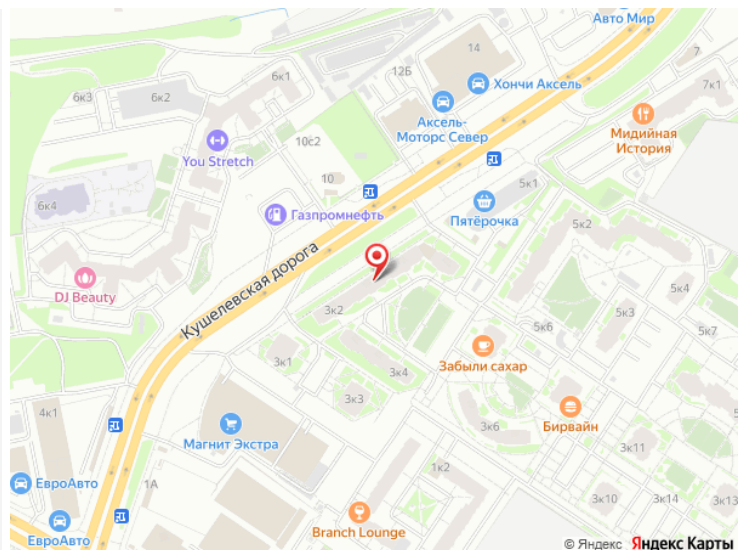 Авто Мир
6к1
14
7
12Б
7к1
6к3
6к2
Хончи Аксель
Аксель-
Моторс Север
Мидийная
История
10с2
You Stretch
10
5к1
6к4
Газпромнефть
Пятёрочка
5к2
Кушелевская дорога
DJ Beauty
5к4
3к2
5к3
5к6
5к7
3к1
Забыли сахар
3к4
3к3
4к1
Бирвайн
3к6
Магнит Экстра
3к11
1к2
ЕвроАвто
1А
3к10
3к14
3к13
Branch Lounge
ЕвроАвто
© Яндекс Яндекс Карты